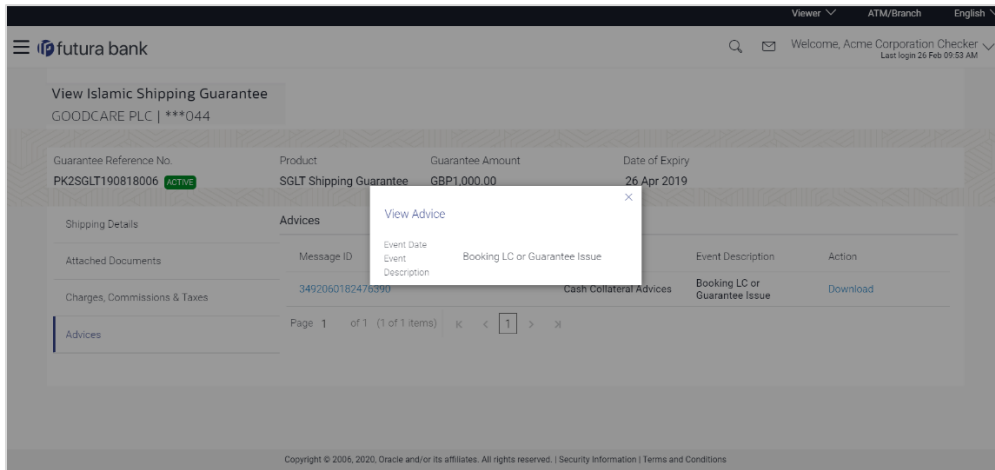 Viewer ATM/Branch English
futura bank
Welcome, Acme Corporation Checker
Last login 26 Feb 09:53 AM
View Islamic Shipping Guarantee
GOODCARE PLC | ***044
Guarantee Reference No. Product Guarantee Amount Date of Expiry
PK2SGLT190818006 ACTIVE SGLT Shipping Guarantee GBP1,000.00 26 Apr 2019
Shipping Details
Attached Documents
Charges, Commissions & Taxes
Advices
Advices
View Advice
Event Date
Event Description Booking LC or Guarantee Issue
Message ID Event Description Action
3492060182476390 Cash Collateral Advices Booking LC or Guarantee Issue Download
Page 1 of 1 (1 of 1 items) 1
Copyright © 2006, 2020, Oracle and/or its affiliates. All rights reserved. | Security Information | Terms and Conditions